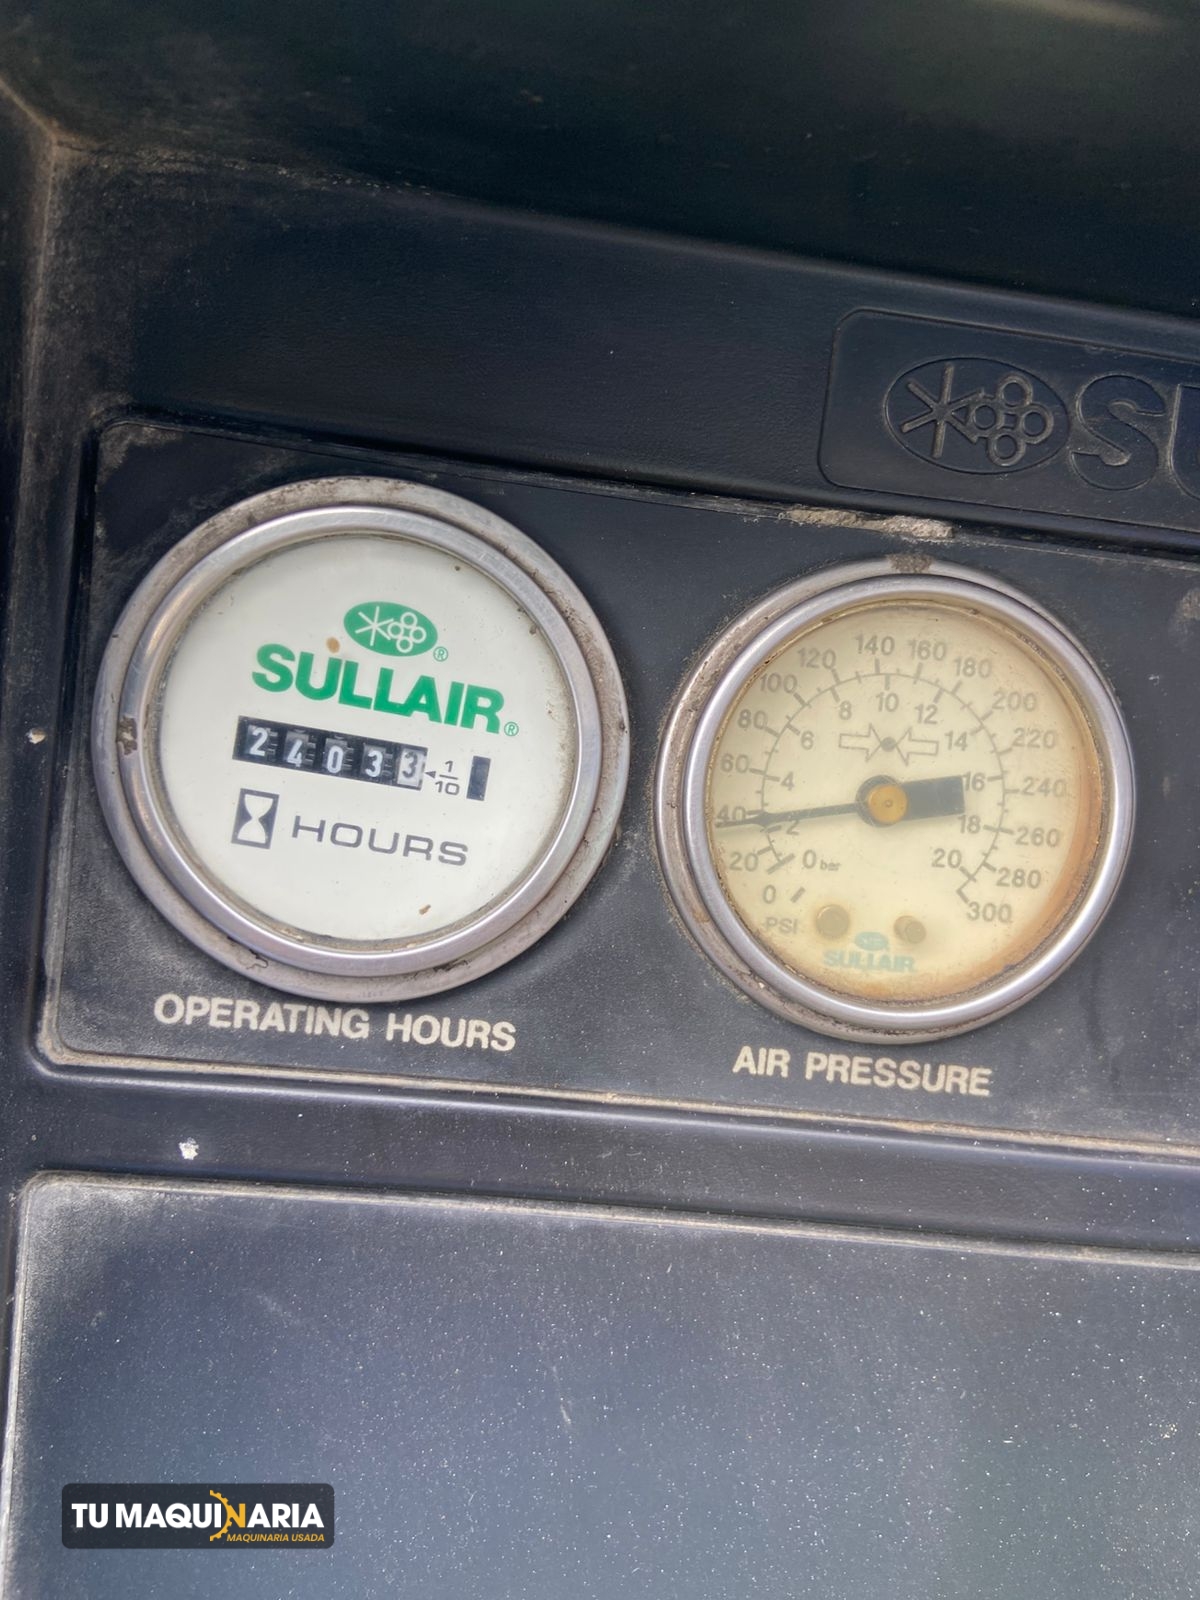 SULLAIR®
24033
1/10
HOURS
OPERATING HOURS
0 20 40 60 80 100 120 140 160 180 200 220 240 260 280 300
PSI
0 2 4 6 8 10 12 14 16 18 20
bar
SULLAIR
AIR PRESSURE
TU MAQUINARIA
MAQUINARIA USADA